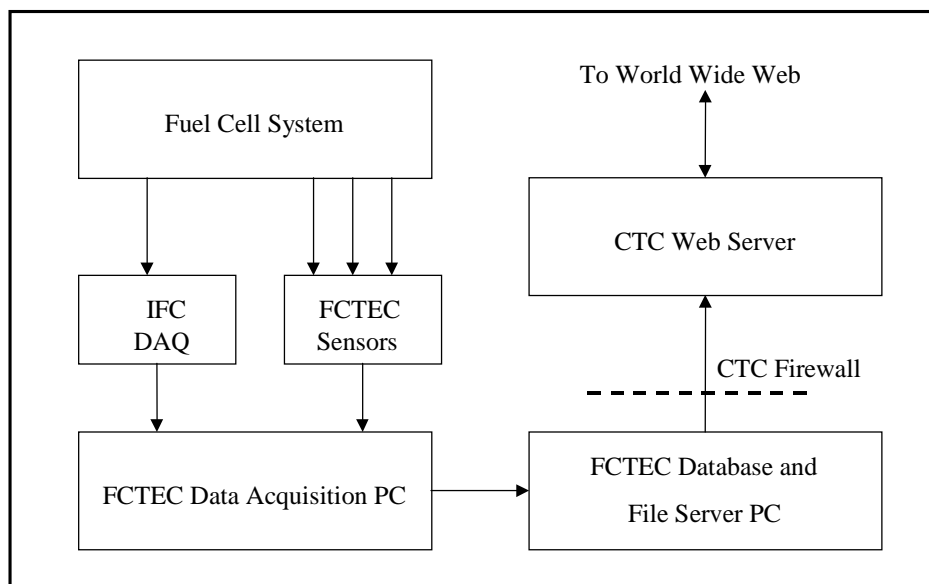 Fuel Cell System
To World Wide Web
CTC Web Server
IFC
DAQ
FCTEC
Sensors
CTC Firewall
FCTEC Data Acquisition PC
FCTEC Database and
File Server PC